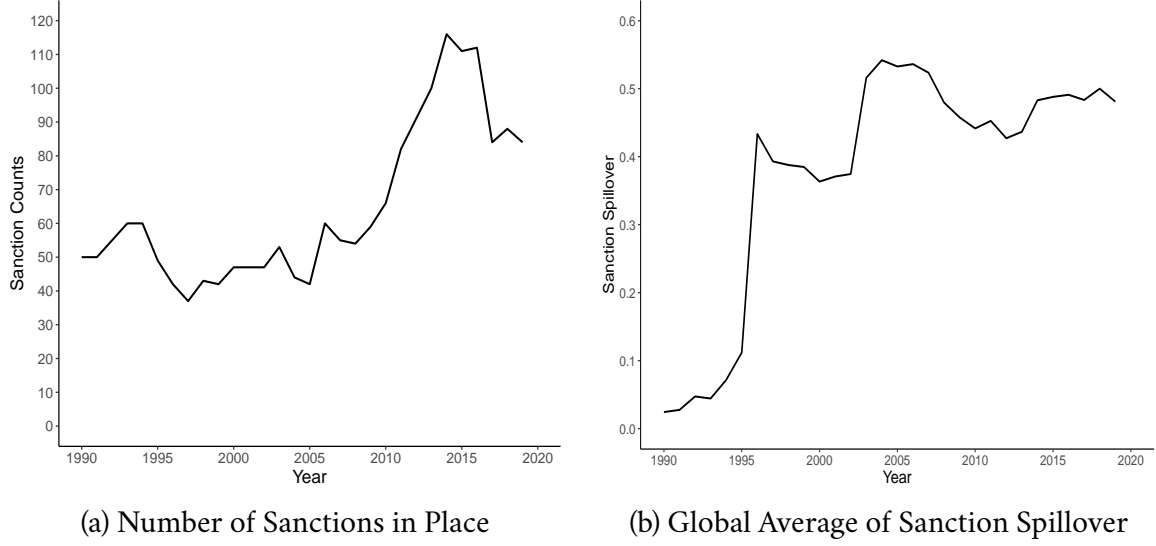 120
110
100
90
80
70
60
50
40
30
20
10
0
Sanction Counts
1990 1995 2000 2005 2010 2015 2020
Year
(a) Number of Sanctions in Place
0.6
0.5
0.4
0.3
0.2
0.1
0.0
Sanction Spillover
1990 1995 2000 2005 2010 2015 2020
Year
(b) Global Average of Sanction Spillover